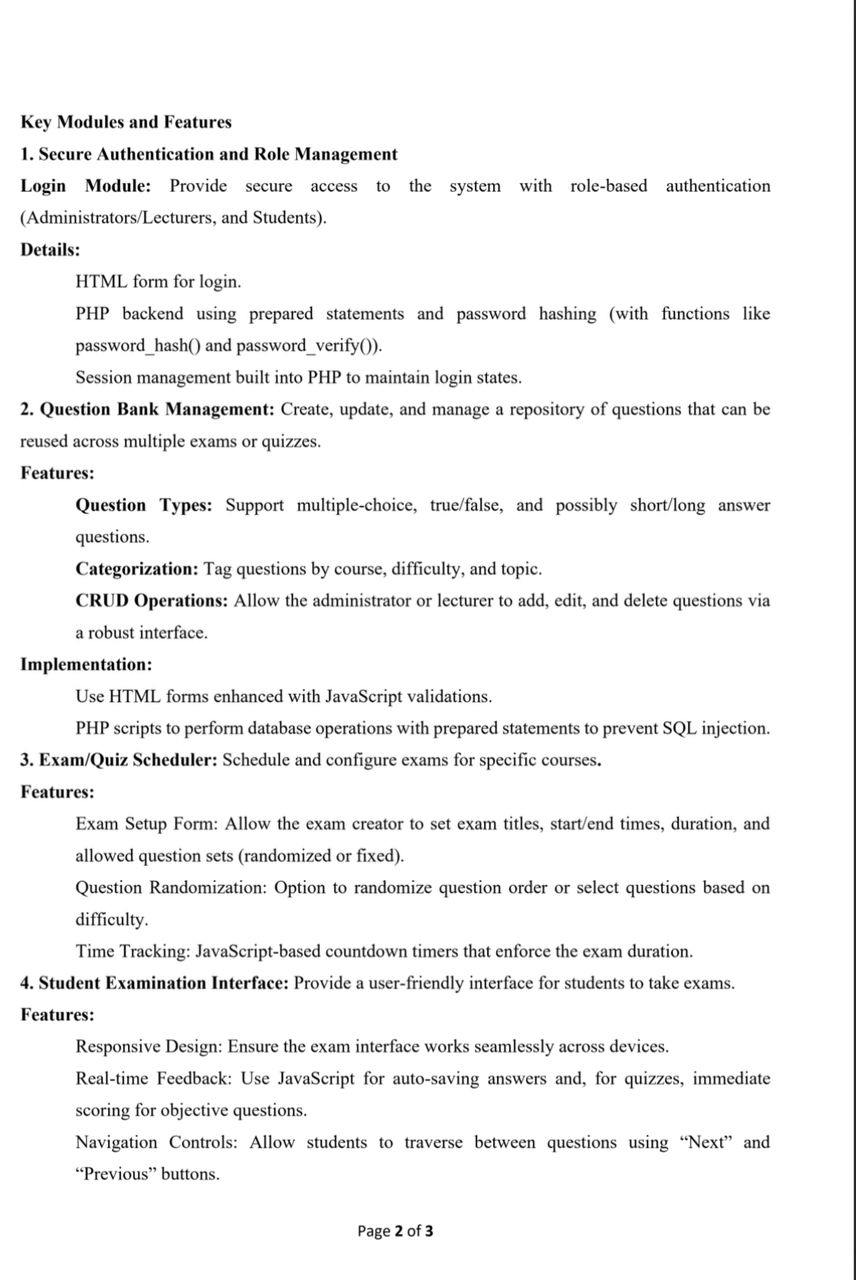 Key Modules and Features
1. Secure Authentication and Role Management
Login Module: Provide secure access to the system with role-based authentication
(Administrators/Lecturers, and Students).
Details:
HTML form for login.
PHP backend using prepared statements and password hashing (with functions like
password_hash() and password_verify()).
Session management built into PHP to maintain login states.
2. Question Bank Management: Create, update, and manage a repository of questions that can be
reused across multiple exams or quizzes.
Features:
Question Types: Support multiple-choice, true/false, and possibly short/long answer
questions.
Categorization: Tag questions by course, difficulty, and topic.
CRUD Operations: Allow the administrator or lecturer to add, edit, and delete questions via
a robust interface.
Implementation:
Use HTML forms enhanced with JavaScript validations.
PHP scripts to perform database operations with prepared statements to prevent SQL injection.
3. Exam/Quiz Scheduler: Schedule and configure exams for specific courses.
Features:
Exam Setup Form: Allow the exam creator to set exam titles, start/end times, duration, and
allowed question sets (randomized or fixed).
Question Randomization: Option to randomize question order or select questions based on
difficulty.
Time Tracking: JavaScript-based countdown timers that enforce the exam duration.
4. Student Examination Interface: Provide a user-friendly interface for students to take exams.
Features:
Responsive Design: Ensure the exam interface works seamlessly across devices.
Real-time Feedback: Use JavaScript for auto-saving answers and, for quizzes, immediate
scoring for objective questions.
Navigation Controls: Allow students to traverse between questions using “Next” and
“Previous” buttons.
Page 2 of 3